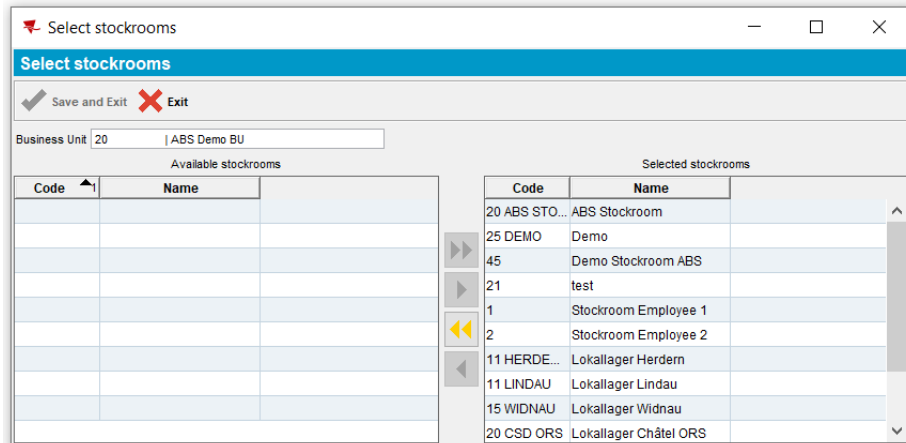 Select stockrooms
Select stockrooms
Save and Exit Exit
Business Unit 20 | ABS Demo BU
Available stockrooms Selected stockrooms
Code 1 Name Code Name
20 ABS STO... ABS Stockroom
25 DEMO Demo
45 Demo Stockroom ABS
21 test
1 Stockroom Employee 1
2 Stockroom Employee 2
11 HERDE... Lokallager Herdern
11 LINDAU Lokallager Lindau
15 WIDNAU Lokallager Widnau
20 CSD ORS Lokallager Châtel ORS